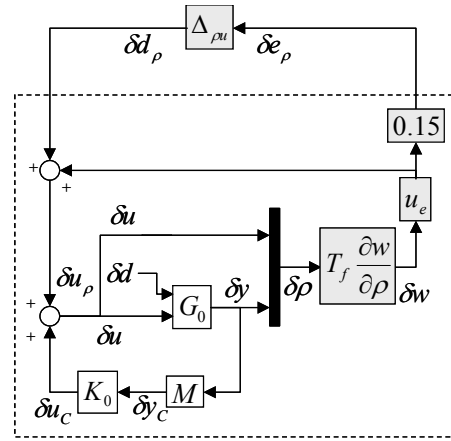 δd_ρ
Δ_ρu
δe_ρ
0.15
+
+
u_e
δu
δu_ρ
δd
δy
δρ
T_f ∂w/∂ρ
δw
G_0
+
+
δu
δu_C
K_0
δy_C
M